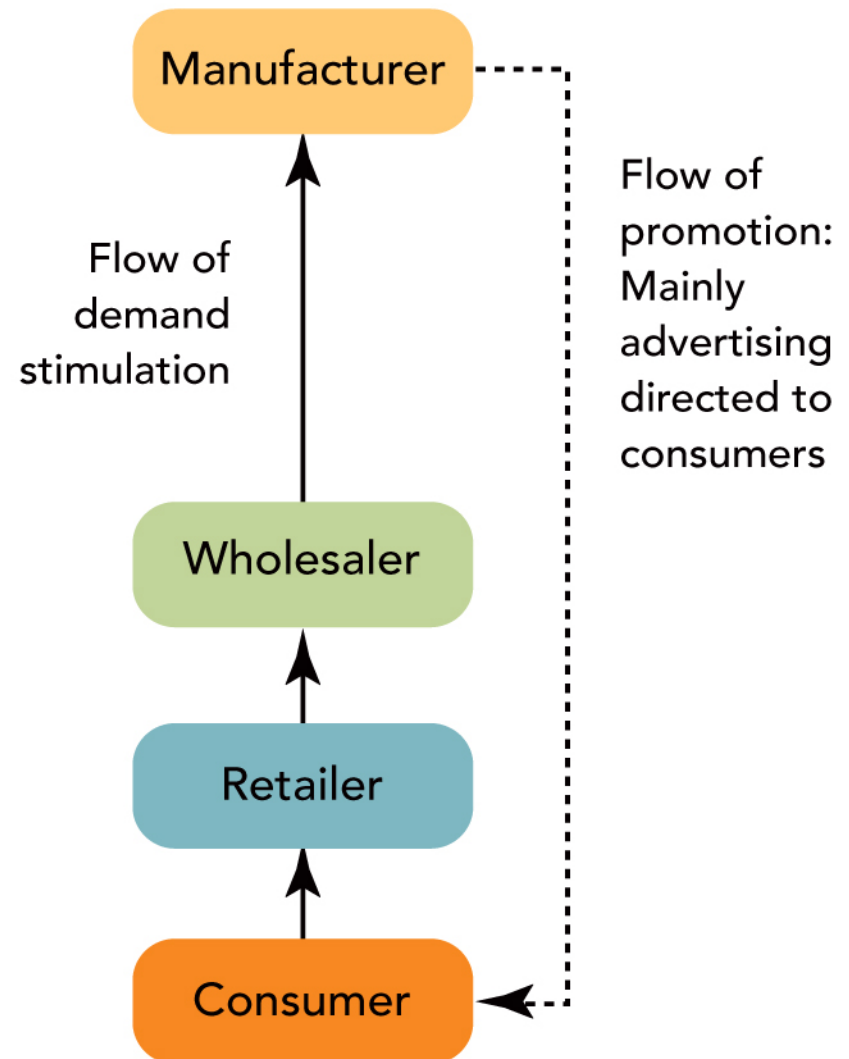 Manufacturer
Flow of
promotion:
Mainly
advertising
directed to
consumers
Flow of
demand
stimulation
Wholesaler
Retailer
Consumer